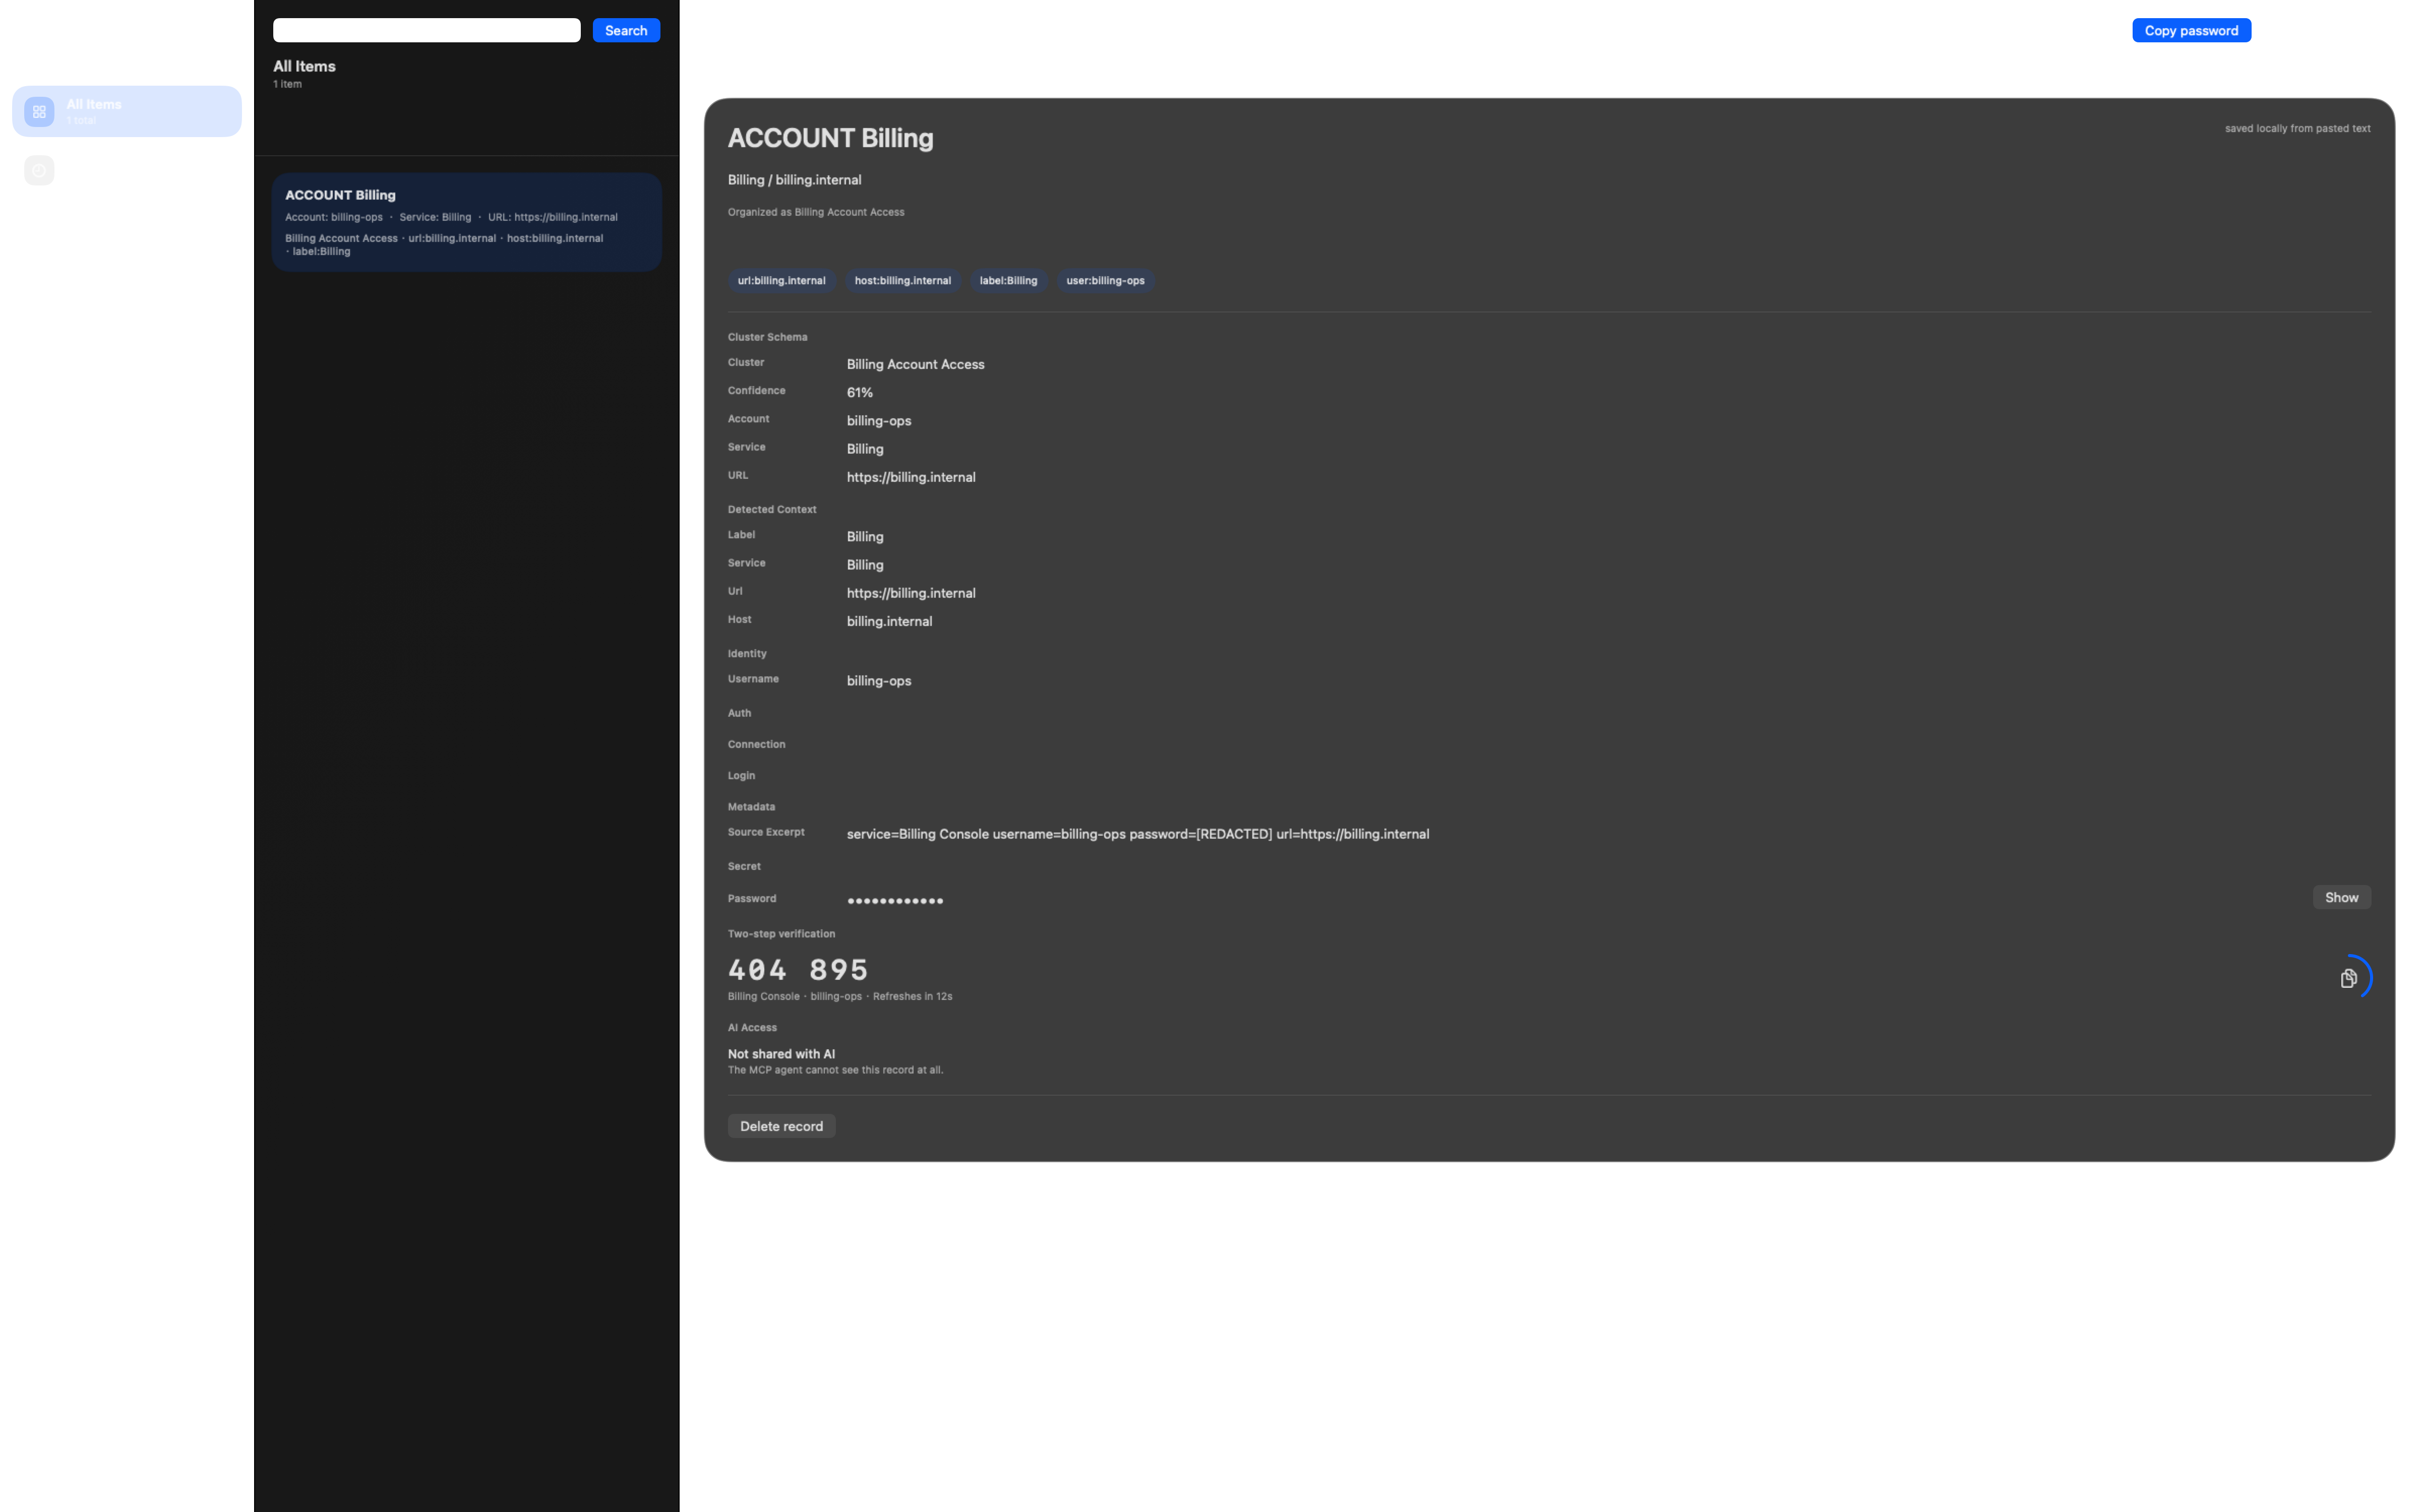 All Items
1 total
Search
All Items
1 item
ACCOUNT Billing
Account: billing-ops · Service: Billing · URL: https://billing.internal
Billing Account Access · url:billing.internal · host:billing.internal
· label:Billing
Copy password
ACCOUNT Billing
saved locally from pasted text
Billing / billing.internal
Organized as Billing Account Access
url:billing.internal host:billing.internal label:Billing user:billing-ops
Cluster Schema
Cluster Billing Account Access
Confidence 61%
Account billing-ops
Service Billing
URL https://billing.internal
Detected Context
Label Billing
Service Billing
Url https://billing.internal
Host billing.internal
Identity
Username billing-ops
Auth
Connection
Login
Metadata
Source Excerpt service=Billing Console username=billing-ops password=[REDACTED] url=https://billing.internal
Secret
Password ●●●●●●●●●●●● Show
Two-step verification
404 895
Billing Console · billing-ops · Refreshes in 12s
AI Access
Not shared with AI
The MCP agent cannot see this record at all.
Delete record